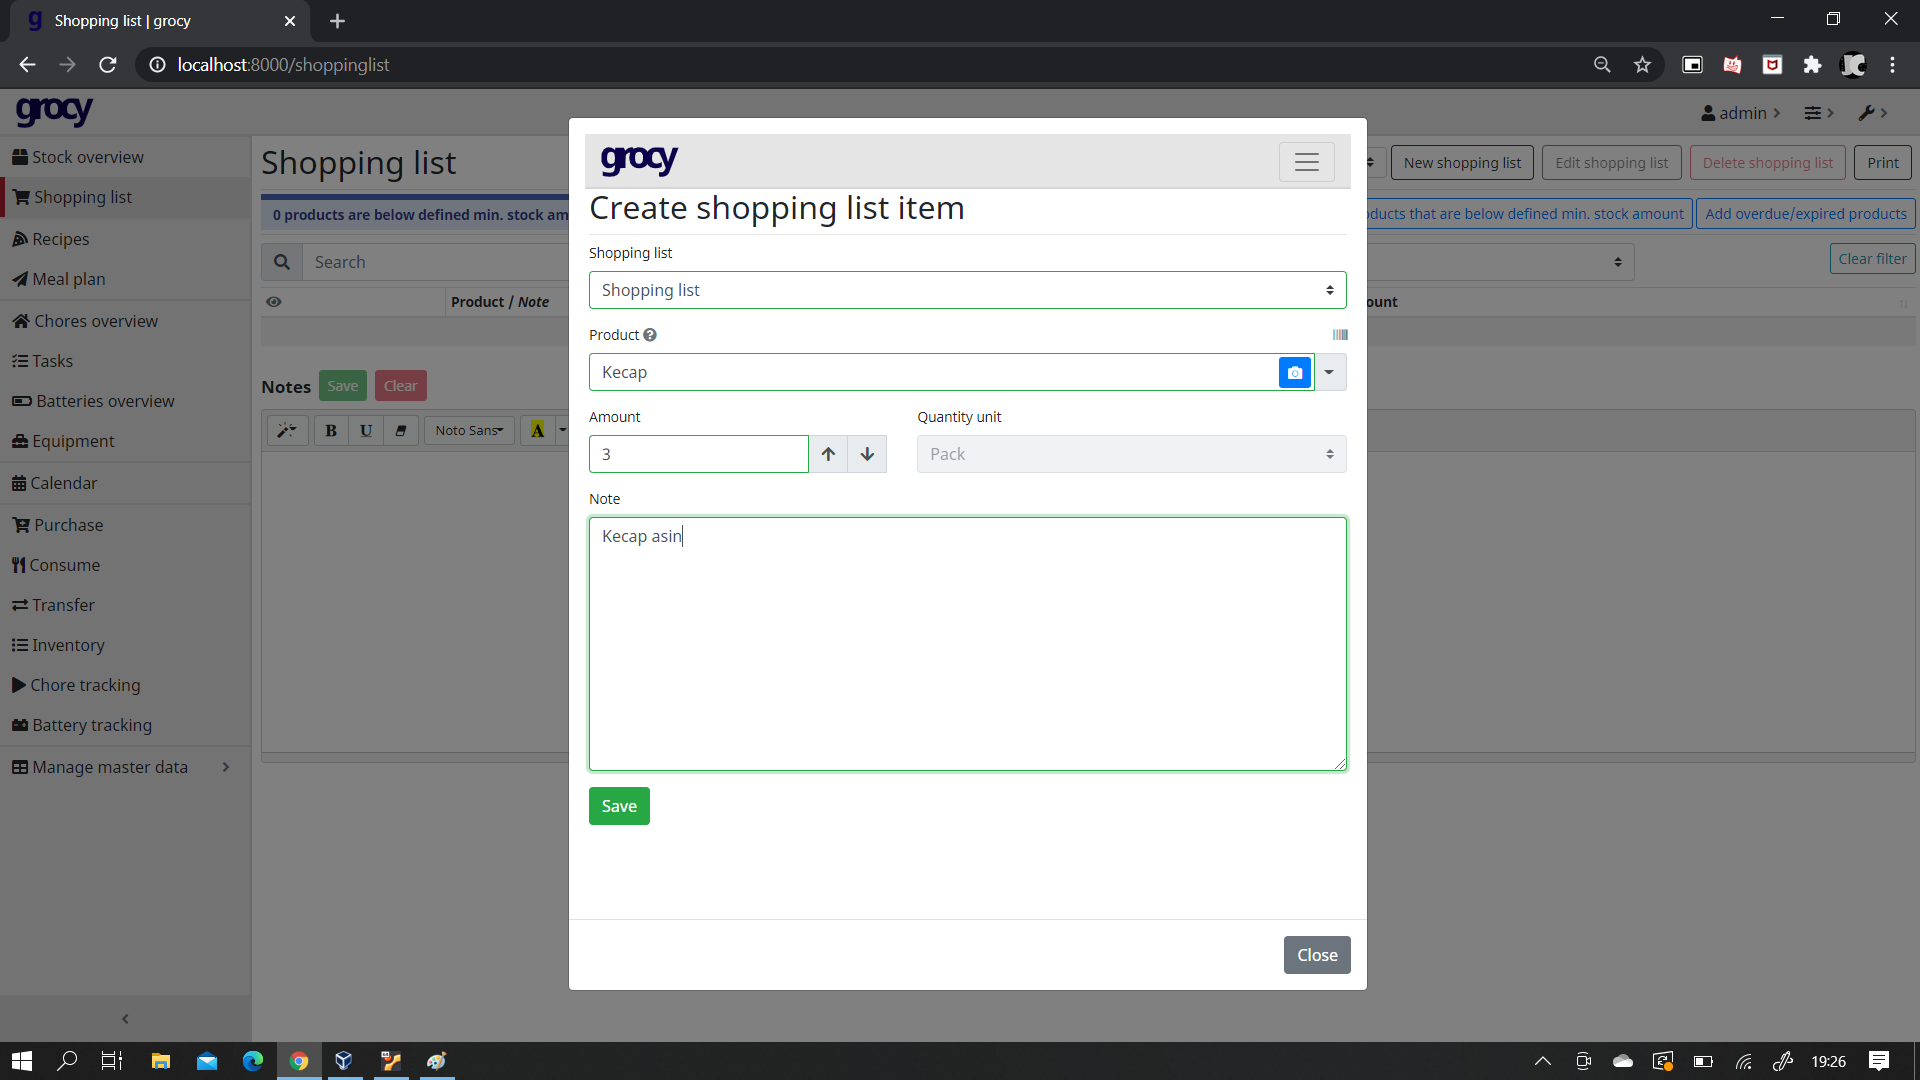 Shopping list | grocy
localhost:8000/shoppinglist
grocy
admin
Stock overview
Shopping list
Recipes
Meal plan
Chores overview
Tasks
Batteries overview
Equipment
Calendar
Purchase
Consume
Transfer
Inventory
Chore tracking
Battery tracking
Manage master data
Shopping list
New shopping list
Edit shopping list
Delete shopping list
Print
0 products are below defined min. stock am
ducts that are below defined min. stock amount
Add overdue/expired products
Search
Clear filter
Product / Note
ount
Notes
Save
Clear
B
U
Noto Sans
A
grocy
Create shopping list item
Shopping list
Shopping list
Product
Kecap
Amount
Quantity unit
3
Pack
Note
Kecap asin
Save
Close
19:26